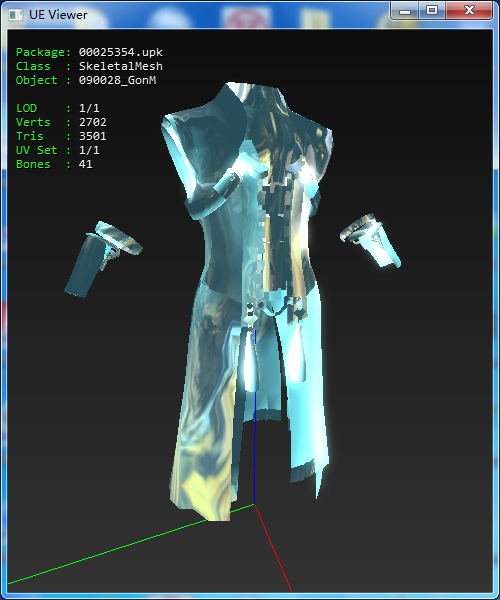 UE Viewer
Package: 00025354.upk
Class  : SkeletalMesh
Object : 090028_GonM
LOD    : 1/1
Verts  : 2702
Tris   : 3501
UV Set : 1/1
Bones  : 41